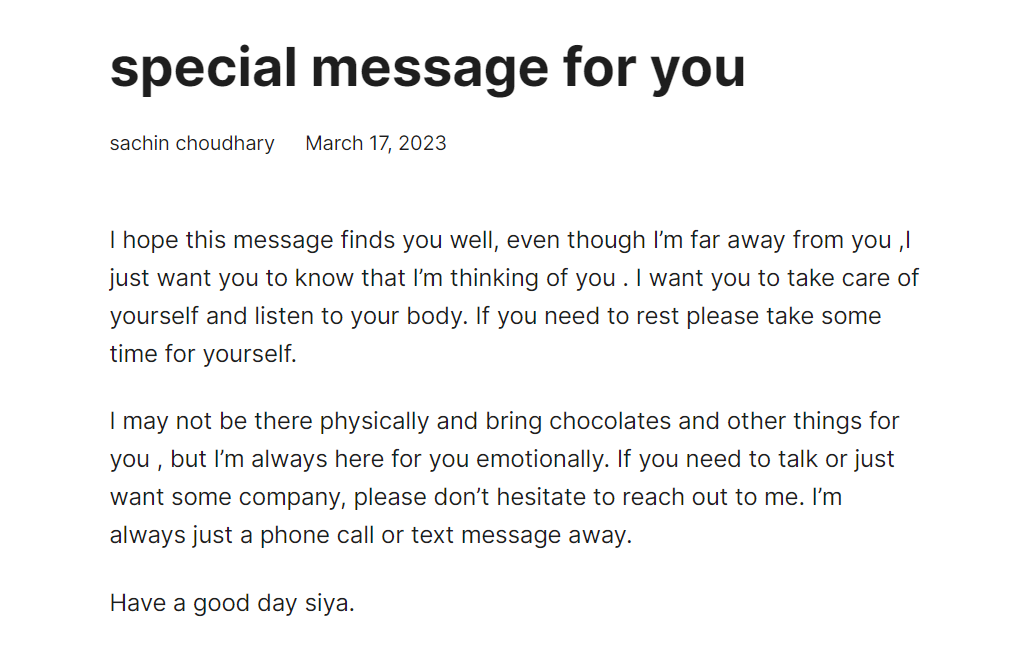 special message for you
sachin choudhary March 17, 2023
I hope this message finds you well, even though I’m far away from you ,I
just want you to know that I’m thinking of you . I want you to take care of
yourself and listen to your body. If you need to rest please take some
time for yourself.
I may not be there physically and bring chocolates and other things for
you , but I’m always here for you emotionally. If you need to talk or just
want some company, please don’t hesitate to reach out to me. I’m
always just a phone call or text message away.
Have a good day siya.